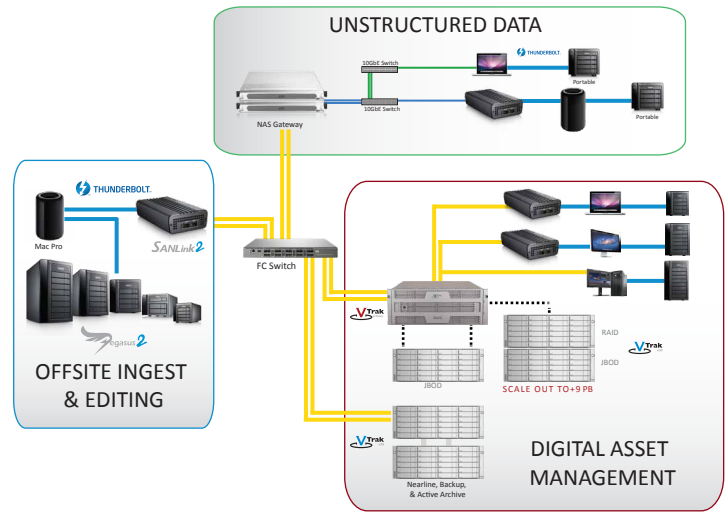 UNSTRUCTURED DATA
THUNDERBOLT.
10GbE Switch
Portable
10GbE Switch
Portable
NAS Gateway
THUNDERBOLT.
Mac Pro
SANLink2
FC Switch
Pegasus2
OFFSITE INGEST
& EDITING
VTrak
RAID
JBOD
VTrak
JBOD
SCALE OUT TO+9 PB
VTrak
Nearline, Backup,
& Active Archive
DIGITAL ASSET
MANAGEMENT